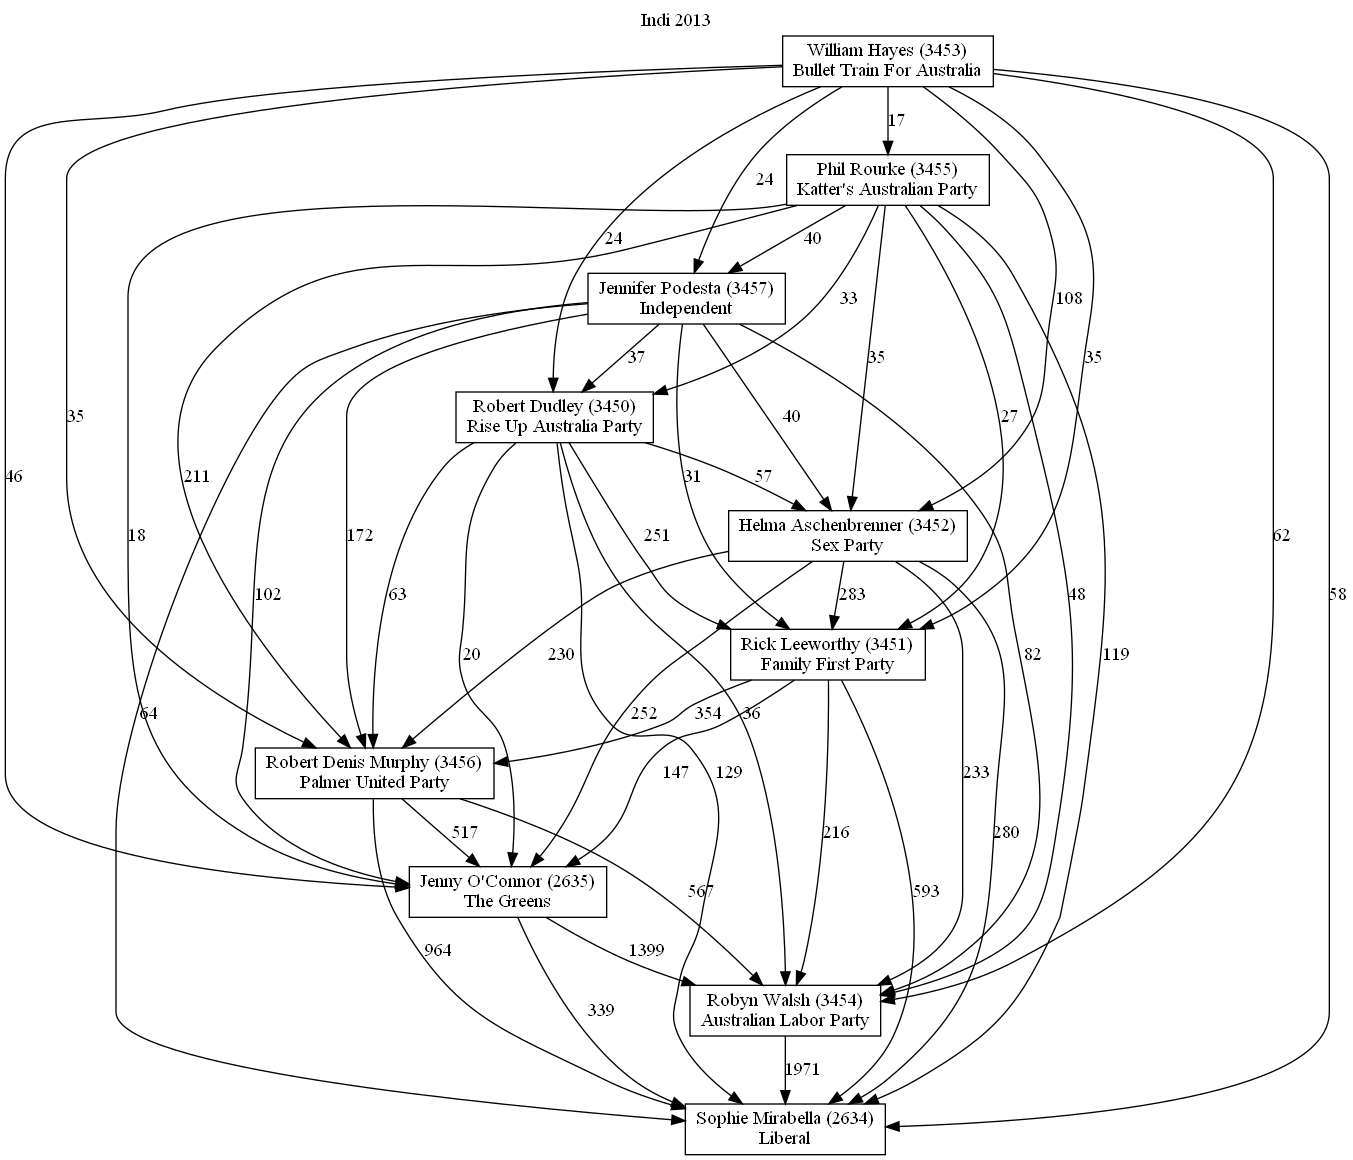 Indi 2013
William Hayes (3453)
Bullet Train For Australia
17
Phil Rourke (3455)
Katter's Australian Party
24
24
40
Jennifer Podesta (3457)
Independent
33
108
37
35
35
Robert Dudley (3450)
Rise Up Australia Party
35
40
27
46
211
57
Helma Aschenbrenner (3452)
Sex Party
31
18
172
251
62
102
63
283
48
58
Rick Leeworthy (3451)
Family First Party
20
230
82
119
64
252
354
36
Robert Denis Murphy (3456)
Palmer United Party
147
129
233
517
216
280
Jenny O'Connor (2635)
The Greens
567
593
964
1399
Robyn Walsh (3454)
Australian Labor Party
339
1971
Sophie Mirabella (2634)
Liberal